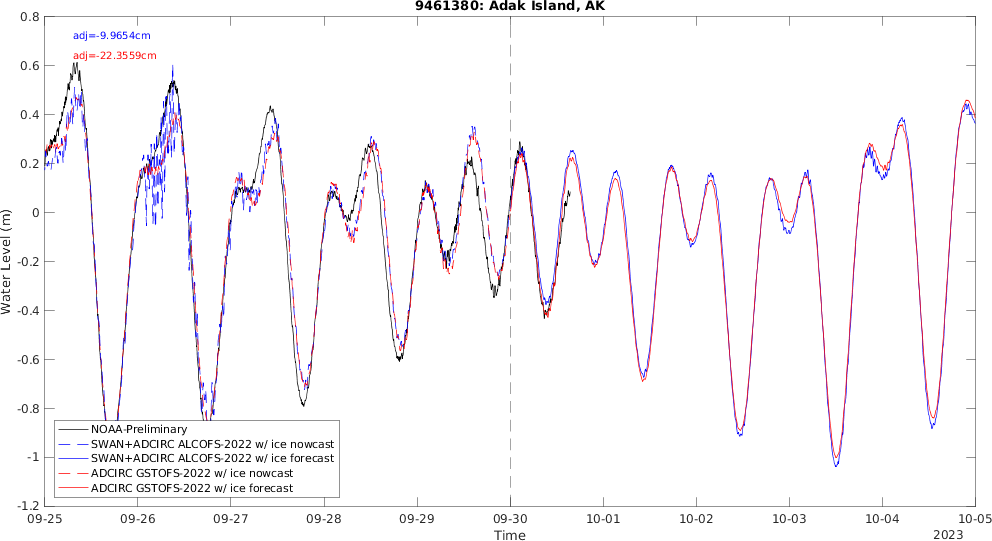 9461380: Adak Island, AK
adj=-9.9654cm
adj=-22.3559cm
0.8
0.6
0.4
0.2
0
-0.2
-0.4
-0.6
-0.8
-1
-1.2
Water Level (m)
NOAA-Preliminary
SWAN+ADCIRC ALCOFS-2022 w/ ice nowcast
SWAN+ADCIRC ALCOFS-2022 w/ ice forecast
ADCIRC GSTOFS-2022 w/ ice nowcast
ADCIRC GSTOFS-2022 w/ ice forecast
09-25 09-26 09-27 09-28 09-29 09-30 10-01 10-02 10-03 10-04 10-05
Time
2023